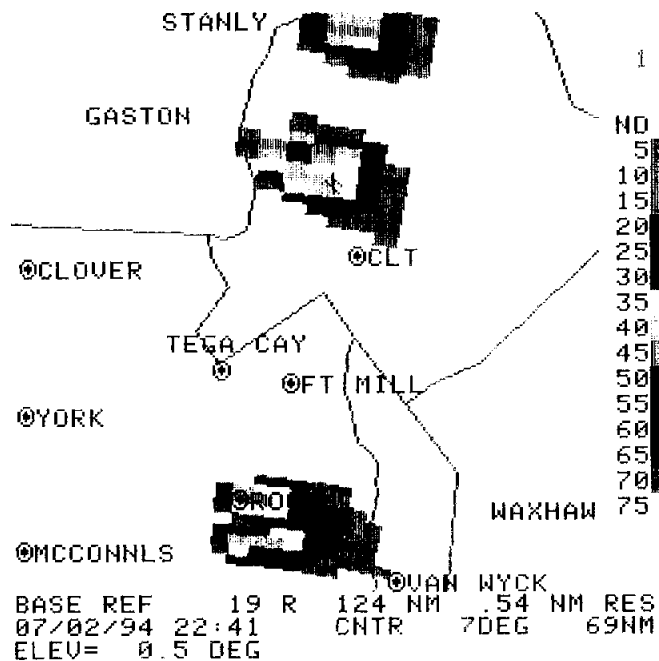 STANLY
1
GASTON
ND
5
10
15
20
25
30
35
40
45
50
55
60
65
70
75
CLT
CLOVER
TEGA CAY
FT MILL
YORK
RO
WAXHAW
MCCONNLS
VAN WYCK
BASE REF 19 R 124 NM .54 NM RES
07/02/94 22:41 CNTR 7DEG 69NM
ELEV= 0.5 DEG